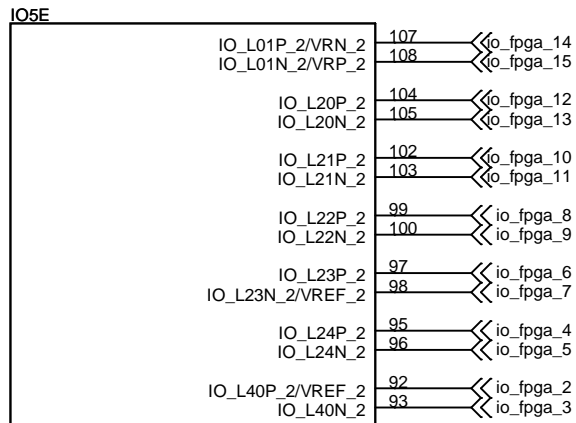 IO5E
IO_L01P_2/VRN_2 107 io_fpga_14
IO_L01N_2/VRP_2 108 io_fpga_15
IO_L20P_2 104 io_fpga_12
IO_L20N_2 105 io_fpga_13
IO_L21P_2 102 io_fpga_10
IO_L21N_2 103 io_fpga_11
IO_L22P_2 99 io_fpga_8
IO_L22N_2 100 io_fpga_9
IO_L23P_2 97 io_fpga_6
IO_L23N_2/VREF_2 98 io_fpga_7
IO_L24P_2 95 io_fpga_4
IO_L24N_2 96 io_fpga_5
IO_L40P_2/VREF_2 92 io_fpga_2
IO_L40N_2 93 io_fpga_3